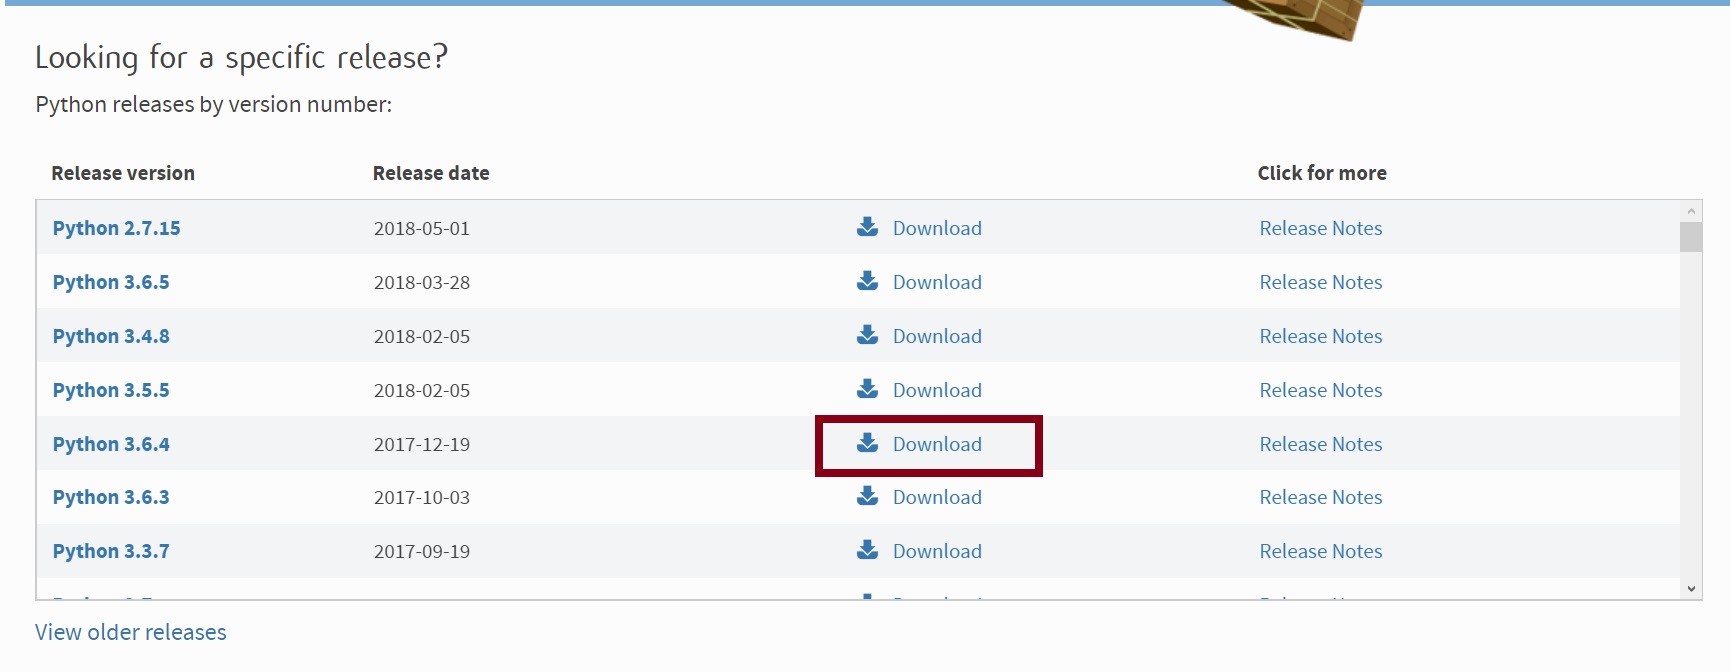 Looking for a specific release?
Python releases by version number:
Release version Release date Click for more
Python 2.7.15 2018-05-01 Download Release Notes
Python 3.6.5 2018-03-28 Download Release Notes
Python 3.4.8 2018-02-05 Download Release Notes
Python 3.5.5 2018-02-05 Download Release Notes
Python 3.6.4 2017-12-19 Download Release Notes
Python 3.6.3 2017-10-03 Download Release Notes
Python 3.3.7 2017-09-19 Download Release Notes
View older releases